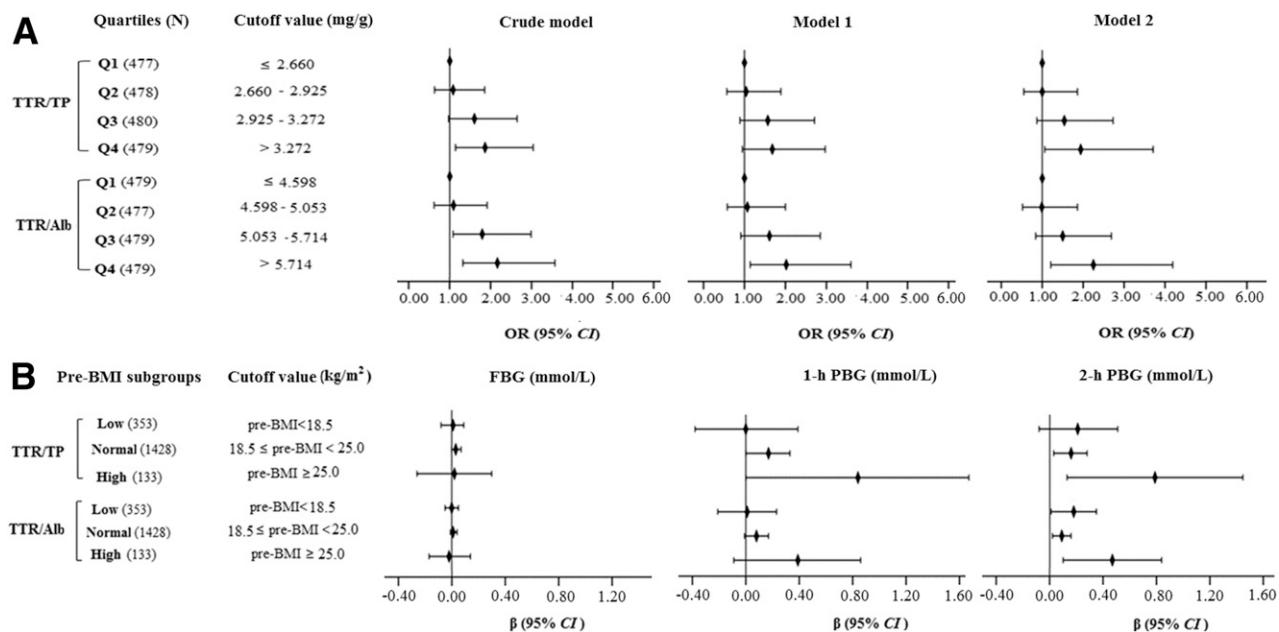 A Quartiles (N) Cutoff value (mg/g) Crude model Model 1 Model 2
TTR/TP
Q1 (477) ≤ 2.660
Q2 (478) 2.660 - 2.925
Q3 (480) 2.925 - 3.272
Q4 (479) > 3.272
TTR/Alb
Q1 (479) ≤ 4.598
Q2 (477) 4.598 - 5.053
Q3 (479) 5.053 -5.714
Q4 (479) > 5.714
0.00 1.00 2.00 3.00 4.00 5.00 6.00 0.00 1.00 2.00 3.00 4.00 5.00 6.00 0.00 1.00 2.00 3.00 4.00 5.00 6.00
OR (95% CI) OR (95% CI) OR (95% CI)
B Pre-BMI subgroups Cutoff value (kg/m²) FBG (mmol/L) 1-h PBG (mmol/L) 2-h PBG (mmol/L)
TTR/TP
Low (353) pre-BMI<18.5
Normal (1428) 18.5 ≤ pre-BMI < 25.0
High (133) pre-BMI ≥ 25.0
TTR/Alb
Low (353) pre-BMI<18.5
Normal (1428) 18.5 ≤ pre-BMI <25.0
High (133) pre-BMI ≥ 25.0
-0.40 0.00 0.40 0.80 1.20 -0.40 0.00 0.40 0.80 1.20 1.60 -0.40 0.00 0.40 0.80 1.20 1.60
β (95% CI ) β (95% CI ) β (95% CI )